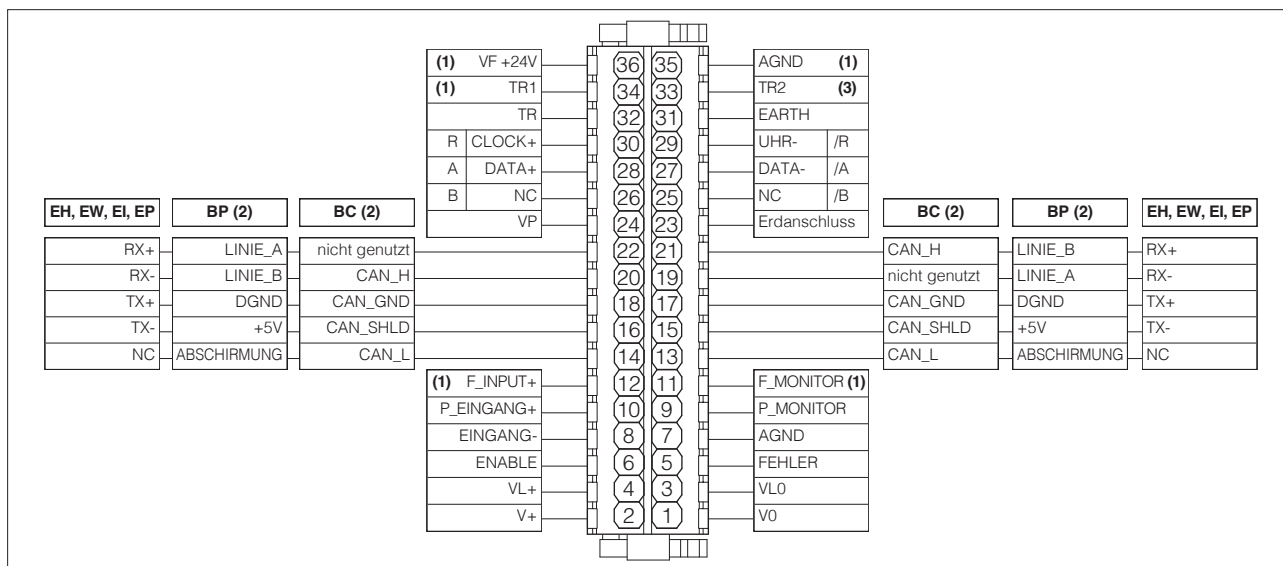 (1) VF +24V 36 35 AGND (1)
(1) TR1 34 33 TR2 (3)
TR 32 31 EARTH
R CLOCK+ 30 29 UHR- /R
A DATA+ 28 27 DATA- /A
B NC 26 25 NC /B
VP 24 23 Erdanschluss
EH, EW, EI, EP BP (2) BC (2) BC (2) BP (2) EH, EW, EI, EP
RX+ LINIE_A nicht genutzt 22 21 CAN_H LINIE_B RX+
RX- LINIE_B CAN_H 20 19 nicht genutzt LINIE_A RX-
TX+ DGND CAN_GND 18 17 CAN_GND DGND TX+
TX- +5V CAN_SHLD 16 15 CAN_SHLD +5V TX-
NC ABSCHIRMUNG CAN_L 14 13 CAN_L ABSCHIRMUNG NC
(1) F_INPUT+ 12 11 F_MONITOR (1)
P_EINGANG+ 10 9 P_MONITOR
EINGANG- 8 7 AGND
ENABLE 6 5 FEHLER
VL+ 4 3 VL0
V+ 2 1 V0